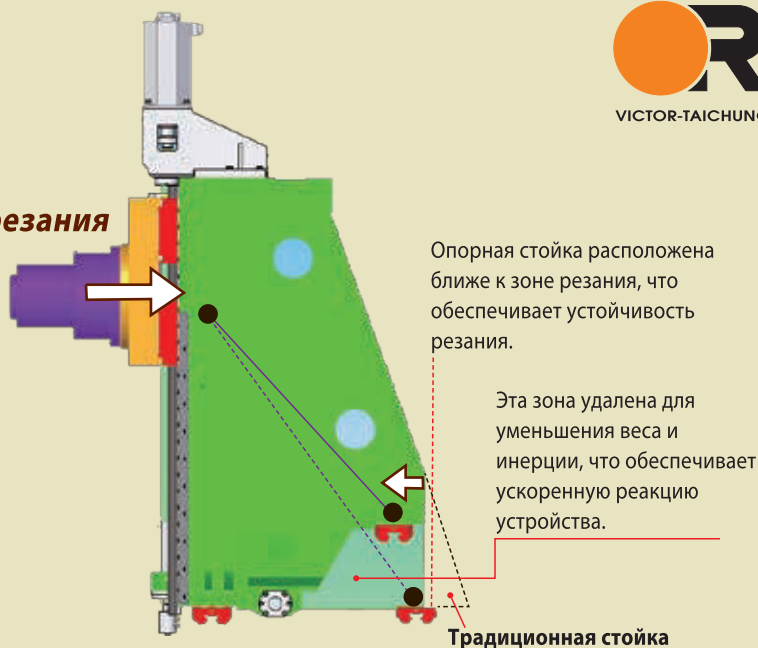 R
VICTOR-TAICHUNG
резания
Опорная стойка расположена
ближе к зоне резания, что
обеспечивает устойчивость
резания.
Эта зона удалена для
уменьшения веса и
инерции, что обеспечивает
ускоренную реакцию
устройства.
Традиционная стойка